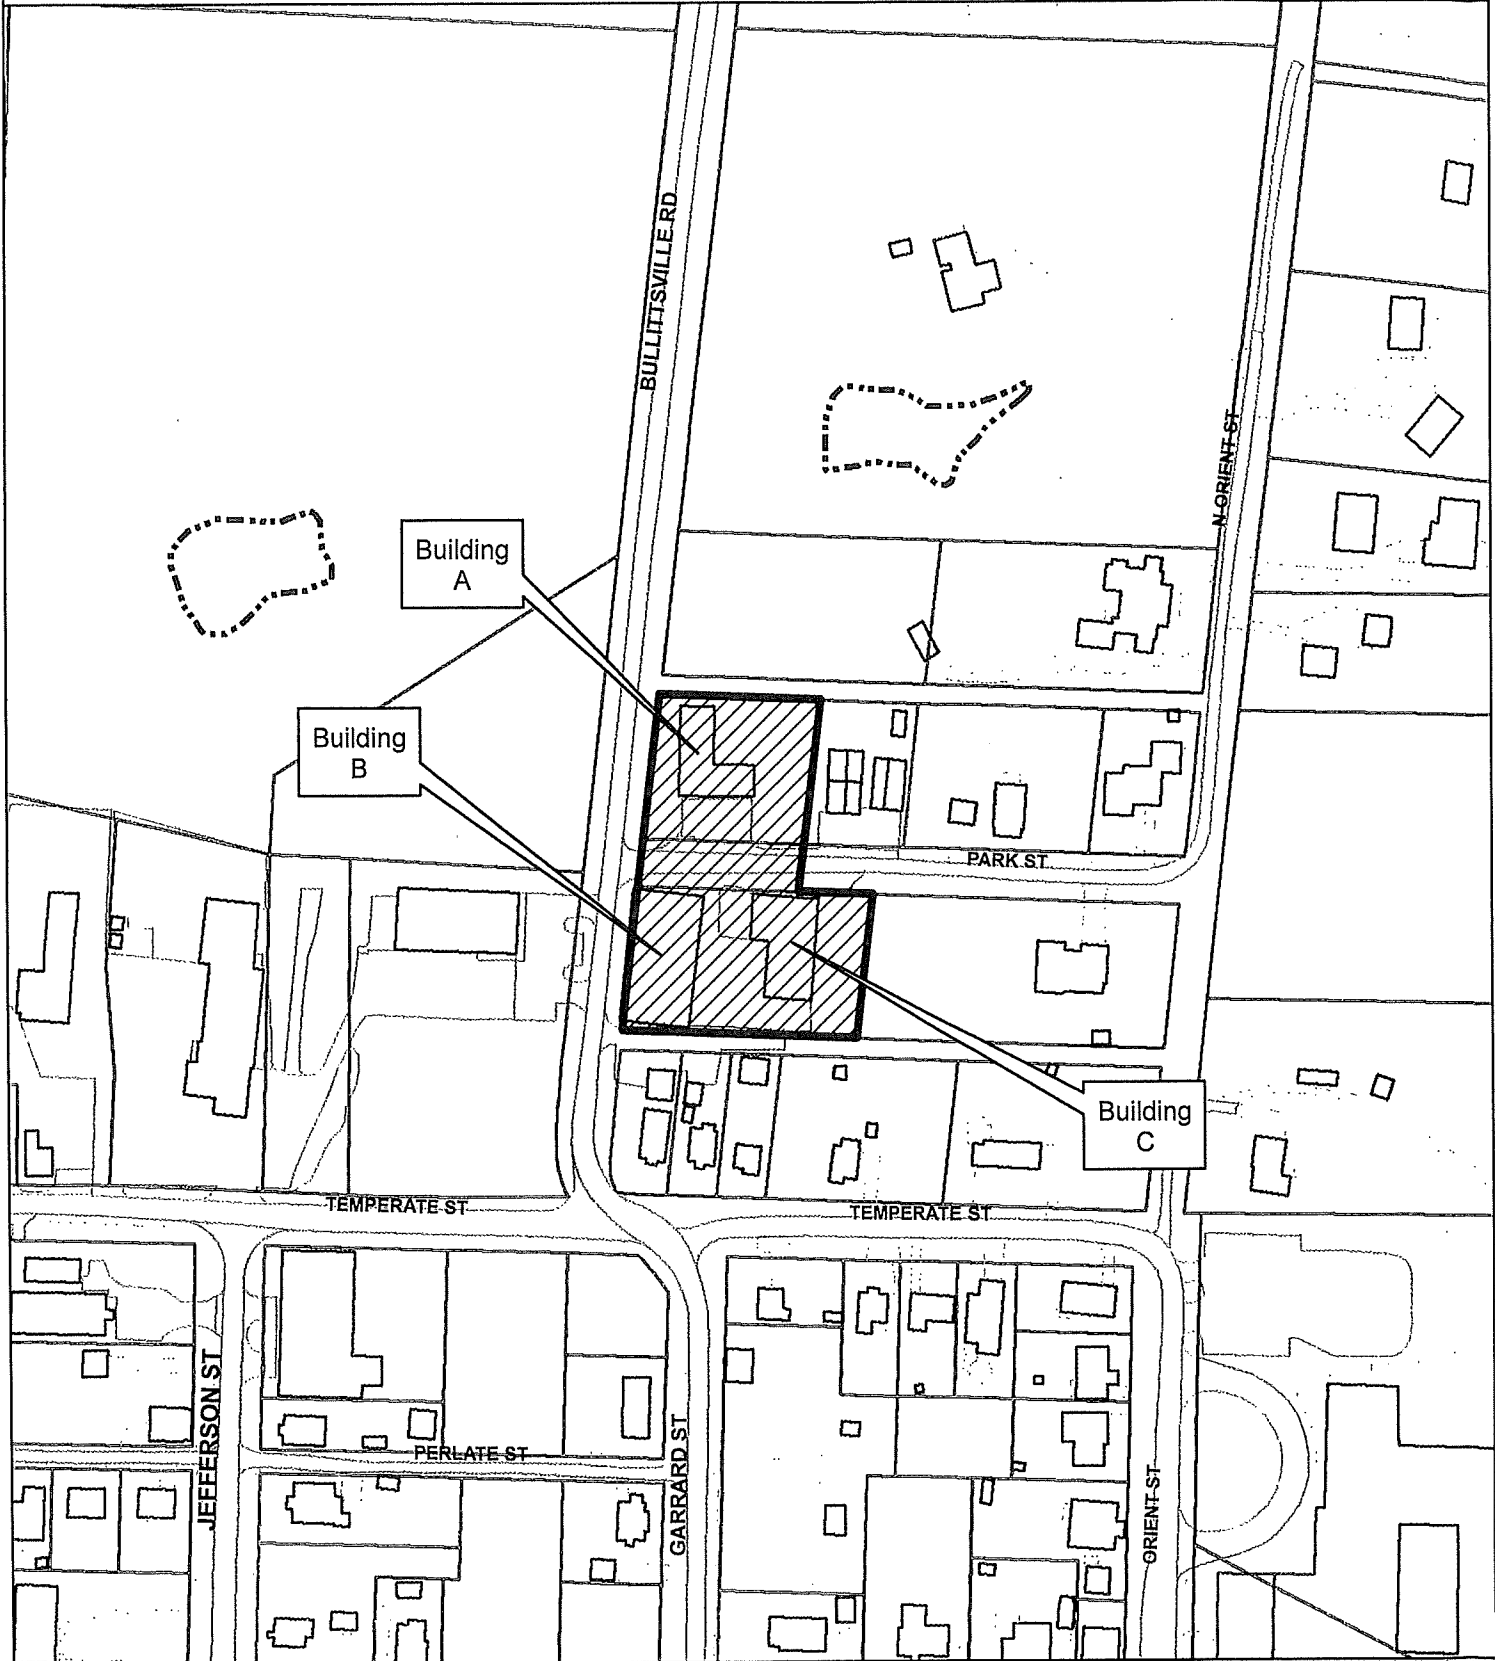 BULLITTSVILLE RD
N ORIENT ST
Building
A
Building
B
PARK ST
Building
C
TEMPERATE ST
TEMPERATE ST
JEFFERSON ST
PERLATE ST
GARRARD ST
ORIENT ST